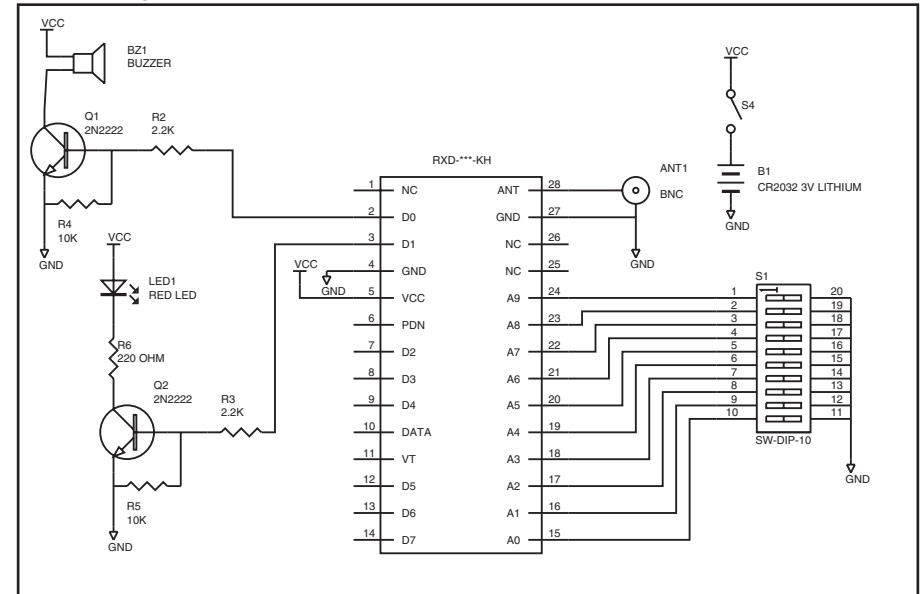 VCC
BZ1
BUZZER
Q1
2N2222
R2
2.2K
R4
10K
GND
VCC
LED1
RED LED
R6
220 OHM
Q2
2N2222
R3
2.2K
R5
10K
GND
VCC
GND
RXD-***-KH
1 NC
2 D0
3 D1
4 GND
5 VCC
6 PDN
7 D2
8 D3
9 D4
10 DATA
11 VT
12 D5
13 D6
14 D7
ANT 28
GND 27
NC 26
NC 25
A9 24
A8 23
A7 22
A6 21
A5 20
A4 19
A3 18
A2 17
A1 16
A0 15
ANT1
BNC
GND
VCC
S4
B1
CR2032 3V LITHIUM
GND
S1
1 20
2 19
3 18
4 17
5 16
6 15
7 14
8 13
9 12
10 11
SW-DIP-10
GND